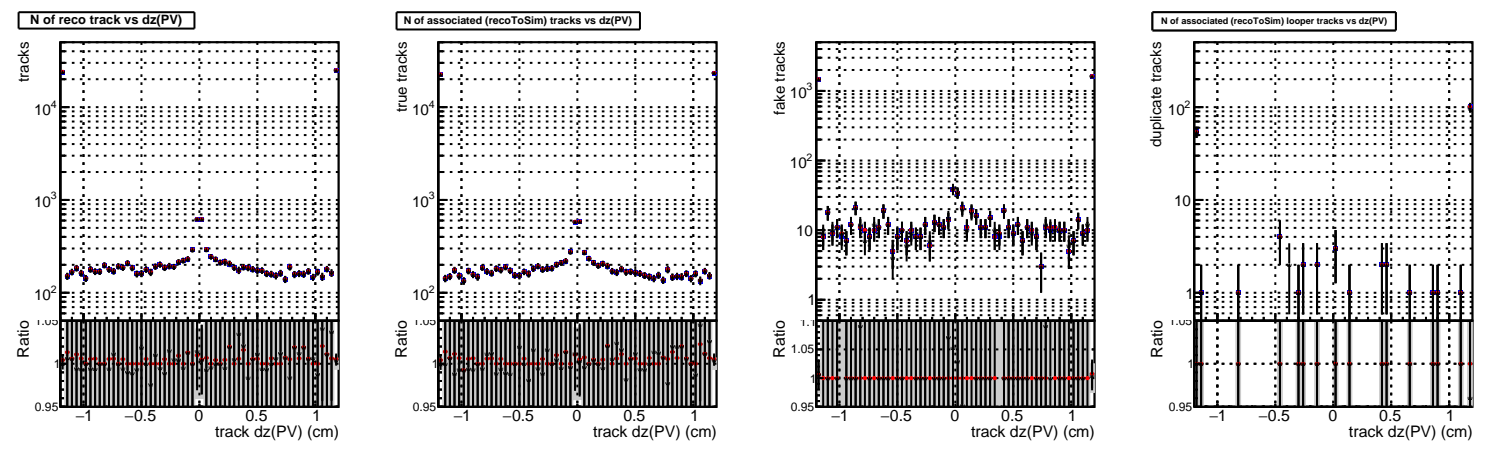 N of reco track vs dz(PV)
tracks
10^4
10^3
10^2
1.05
Ratio
1
0.95
−1 −0.5 0 0.5 1
track dz(PV) (cm)
N of associated (recoToSim) tracks vs dz(PV)
true tracks
10^4
10^3
10^2
1.05
Ratio
1
0.95
−1 −0.5 0 0.5 1
track dz(PV) (cm)
fake tracks
10^3
10^2
10
1
1.1
Ratio
1.05
1
0.95
−1 −0.5 0 0.5 1
track dz(PV) (cm)
N of associated (recoToSim) looper tracks vs dz(PV)
duplicate tracks
10^2
10
1
1.05
Ratio
1
0.95
−1 −0.5 0 0.5 1
track dz(PV) (cm)